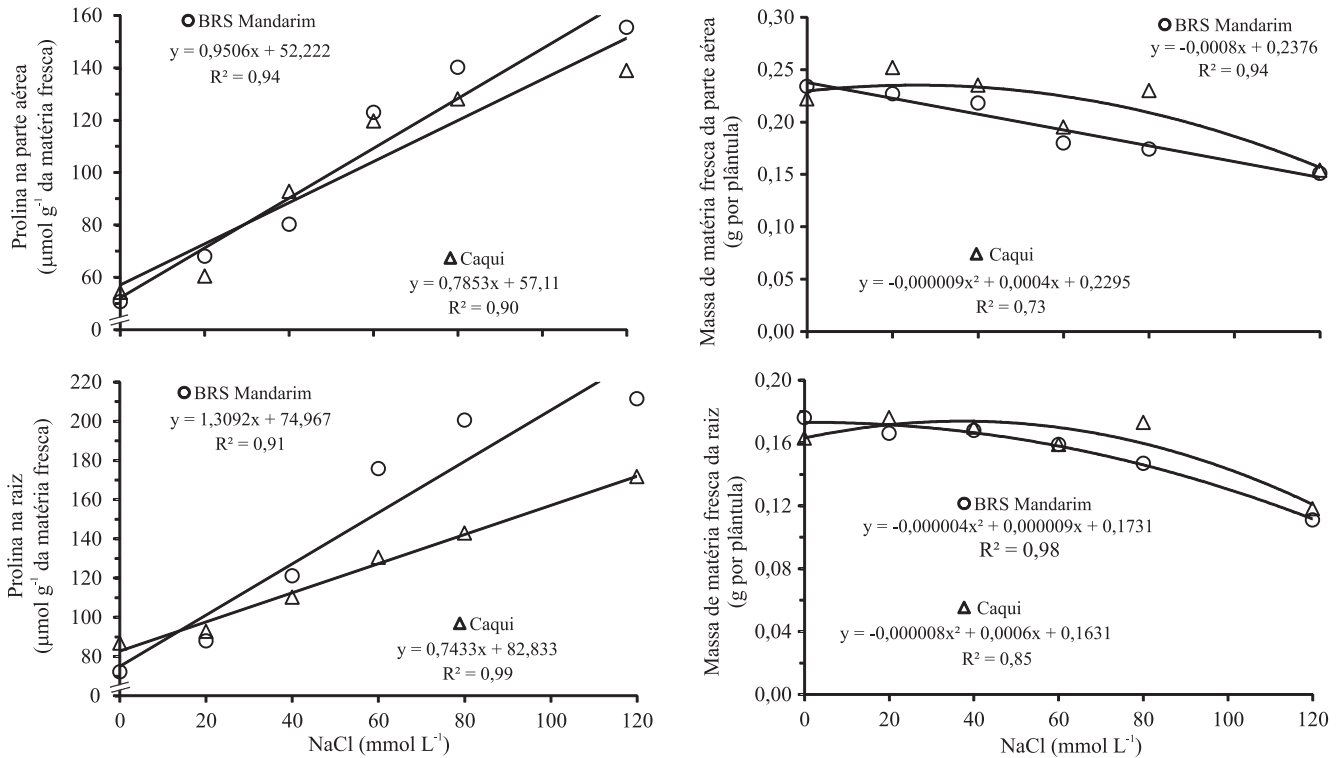 Prolina na parte aérea
(µmol g⁻¹ da matéria fresca)
160
140
120
100
80
60
0
BRS Mandarim
y = 0,9506x + 52,222
R² = 0,94
Caqui
y = 0,7853x + 57,11
R² = 0,90
Massa de matéria fresca da parte aérea
(g por plântula)
0,30
0,25
0,20
0,15
0,10
0,05
0,00
BRS Mandarim
y = -0,0008x + 0,2376
R² = 0,94
Caqui
y = -0,000009x² + 0,0004x + 0,2295
R² = 0,73
Prolina na raiz
(µmol g⁻¹ da matéria fresca)
220
200
180
160
140
120
100
80
0
BRS Mandarim
y = 1,3092x + 74,967
R² = 0,91
Caqui
y = 0,7433x + 82,833
R² = 0,99
0 20 40 60 80 100 120
NaCl (mmol L⁻¹)
Massa de matéria fresca da raiz
(g por plântula)
0,20
0,16
0,12
0,08
0,04
0,00
BRS Mandarim
y = -0,000004x² + 0,000009x + 0,1731
R² = 0,98
Caqui
y = -0,000008x² + 0,0006x + 0,1631
R² = 0,85
0 20 40 60 80 100 120
NaCl (mmol L⁻¹)